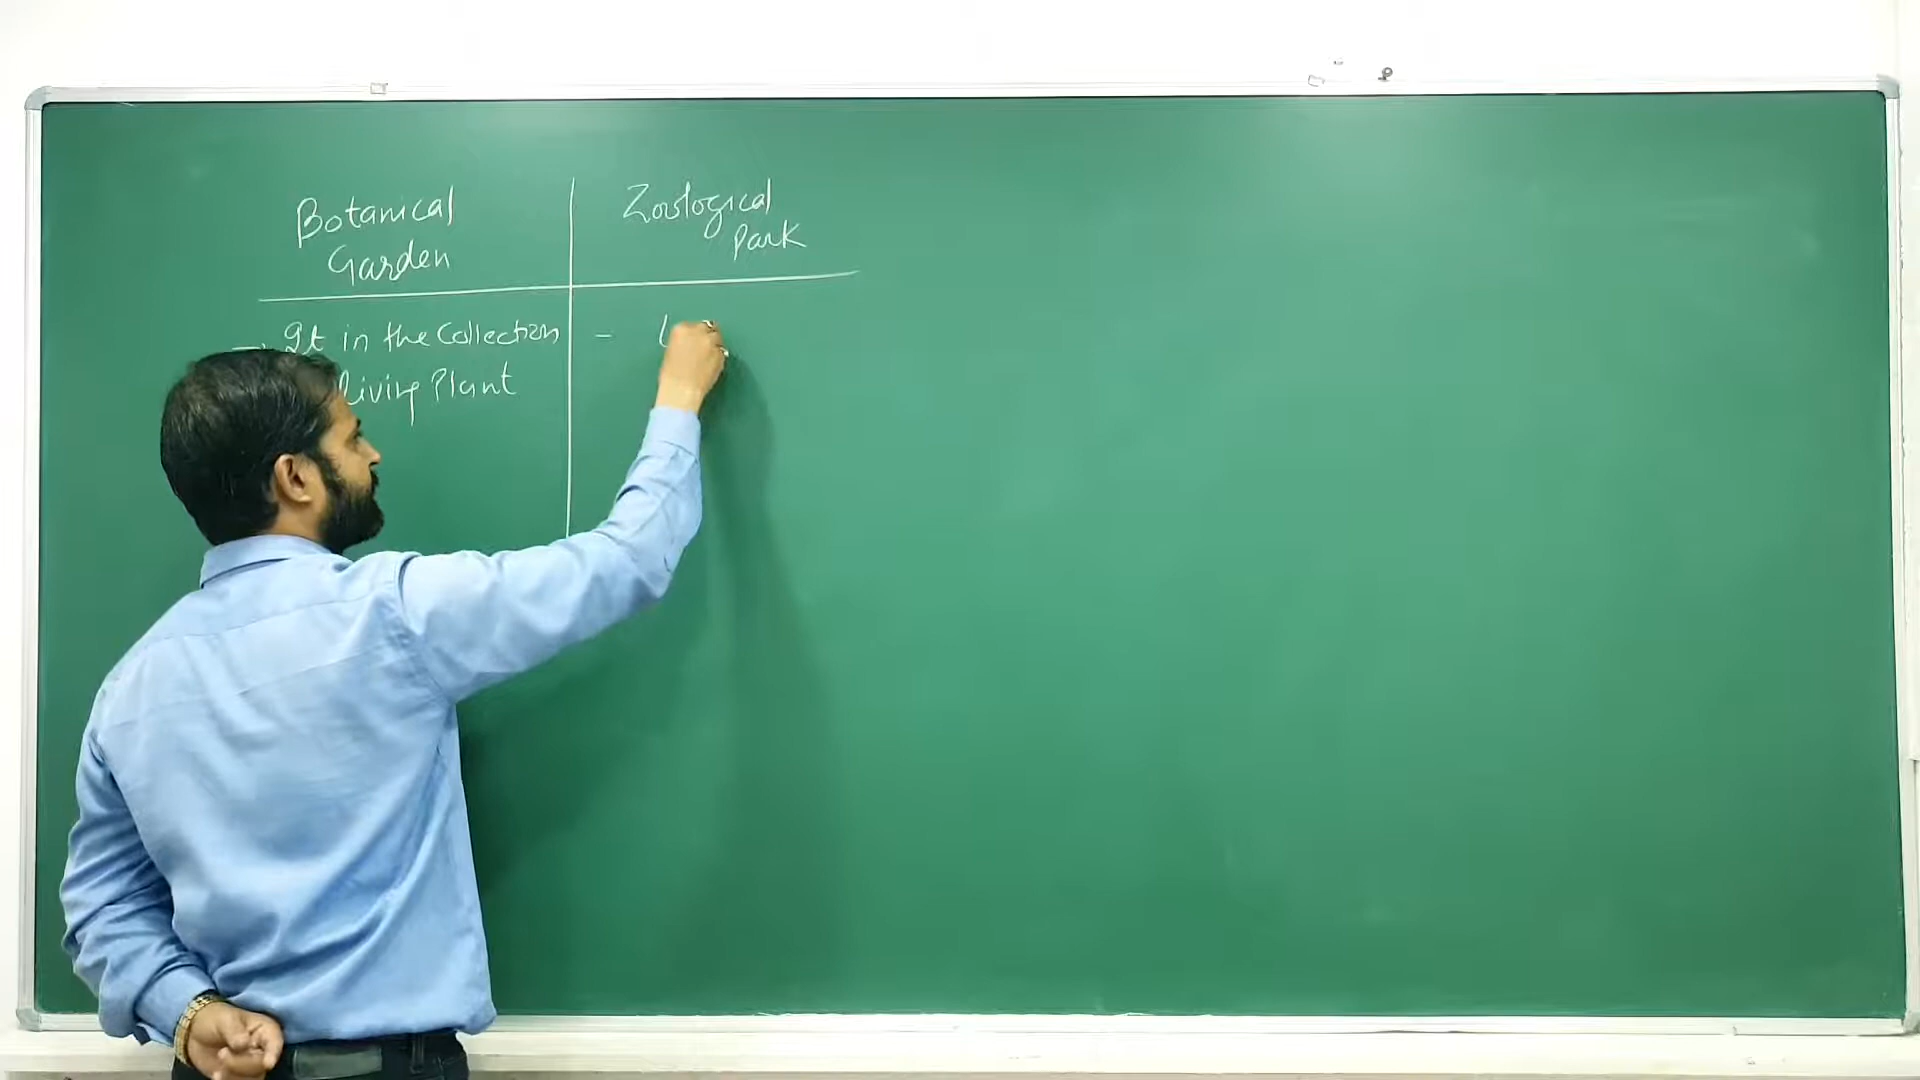 Botanical
Garden
Zoological
Park
→ It in the Collection
living Plant
-